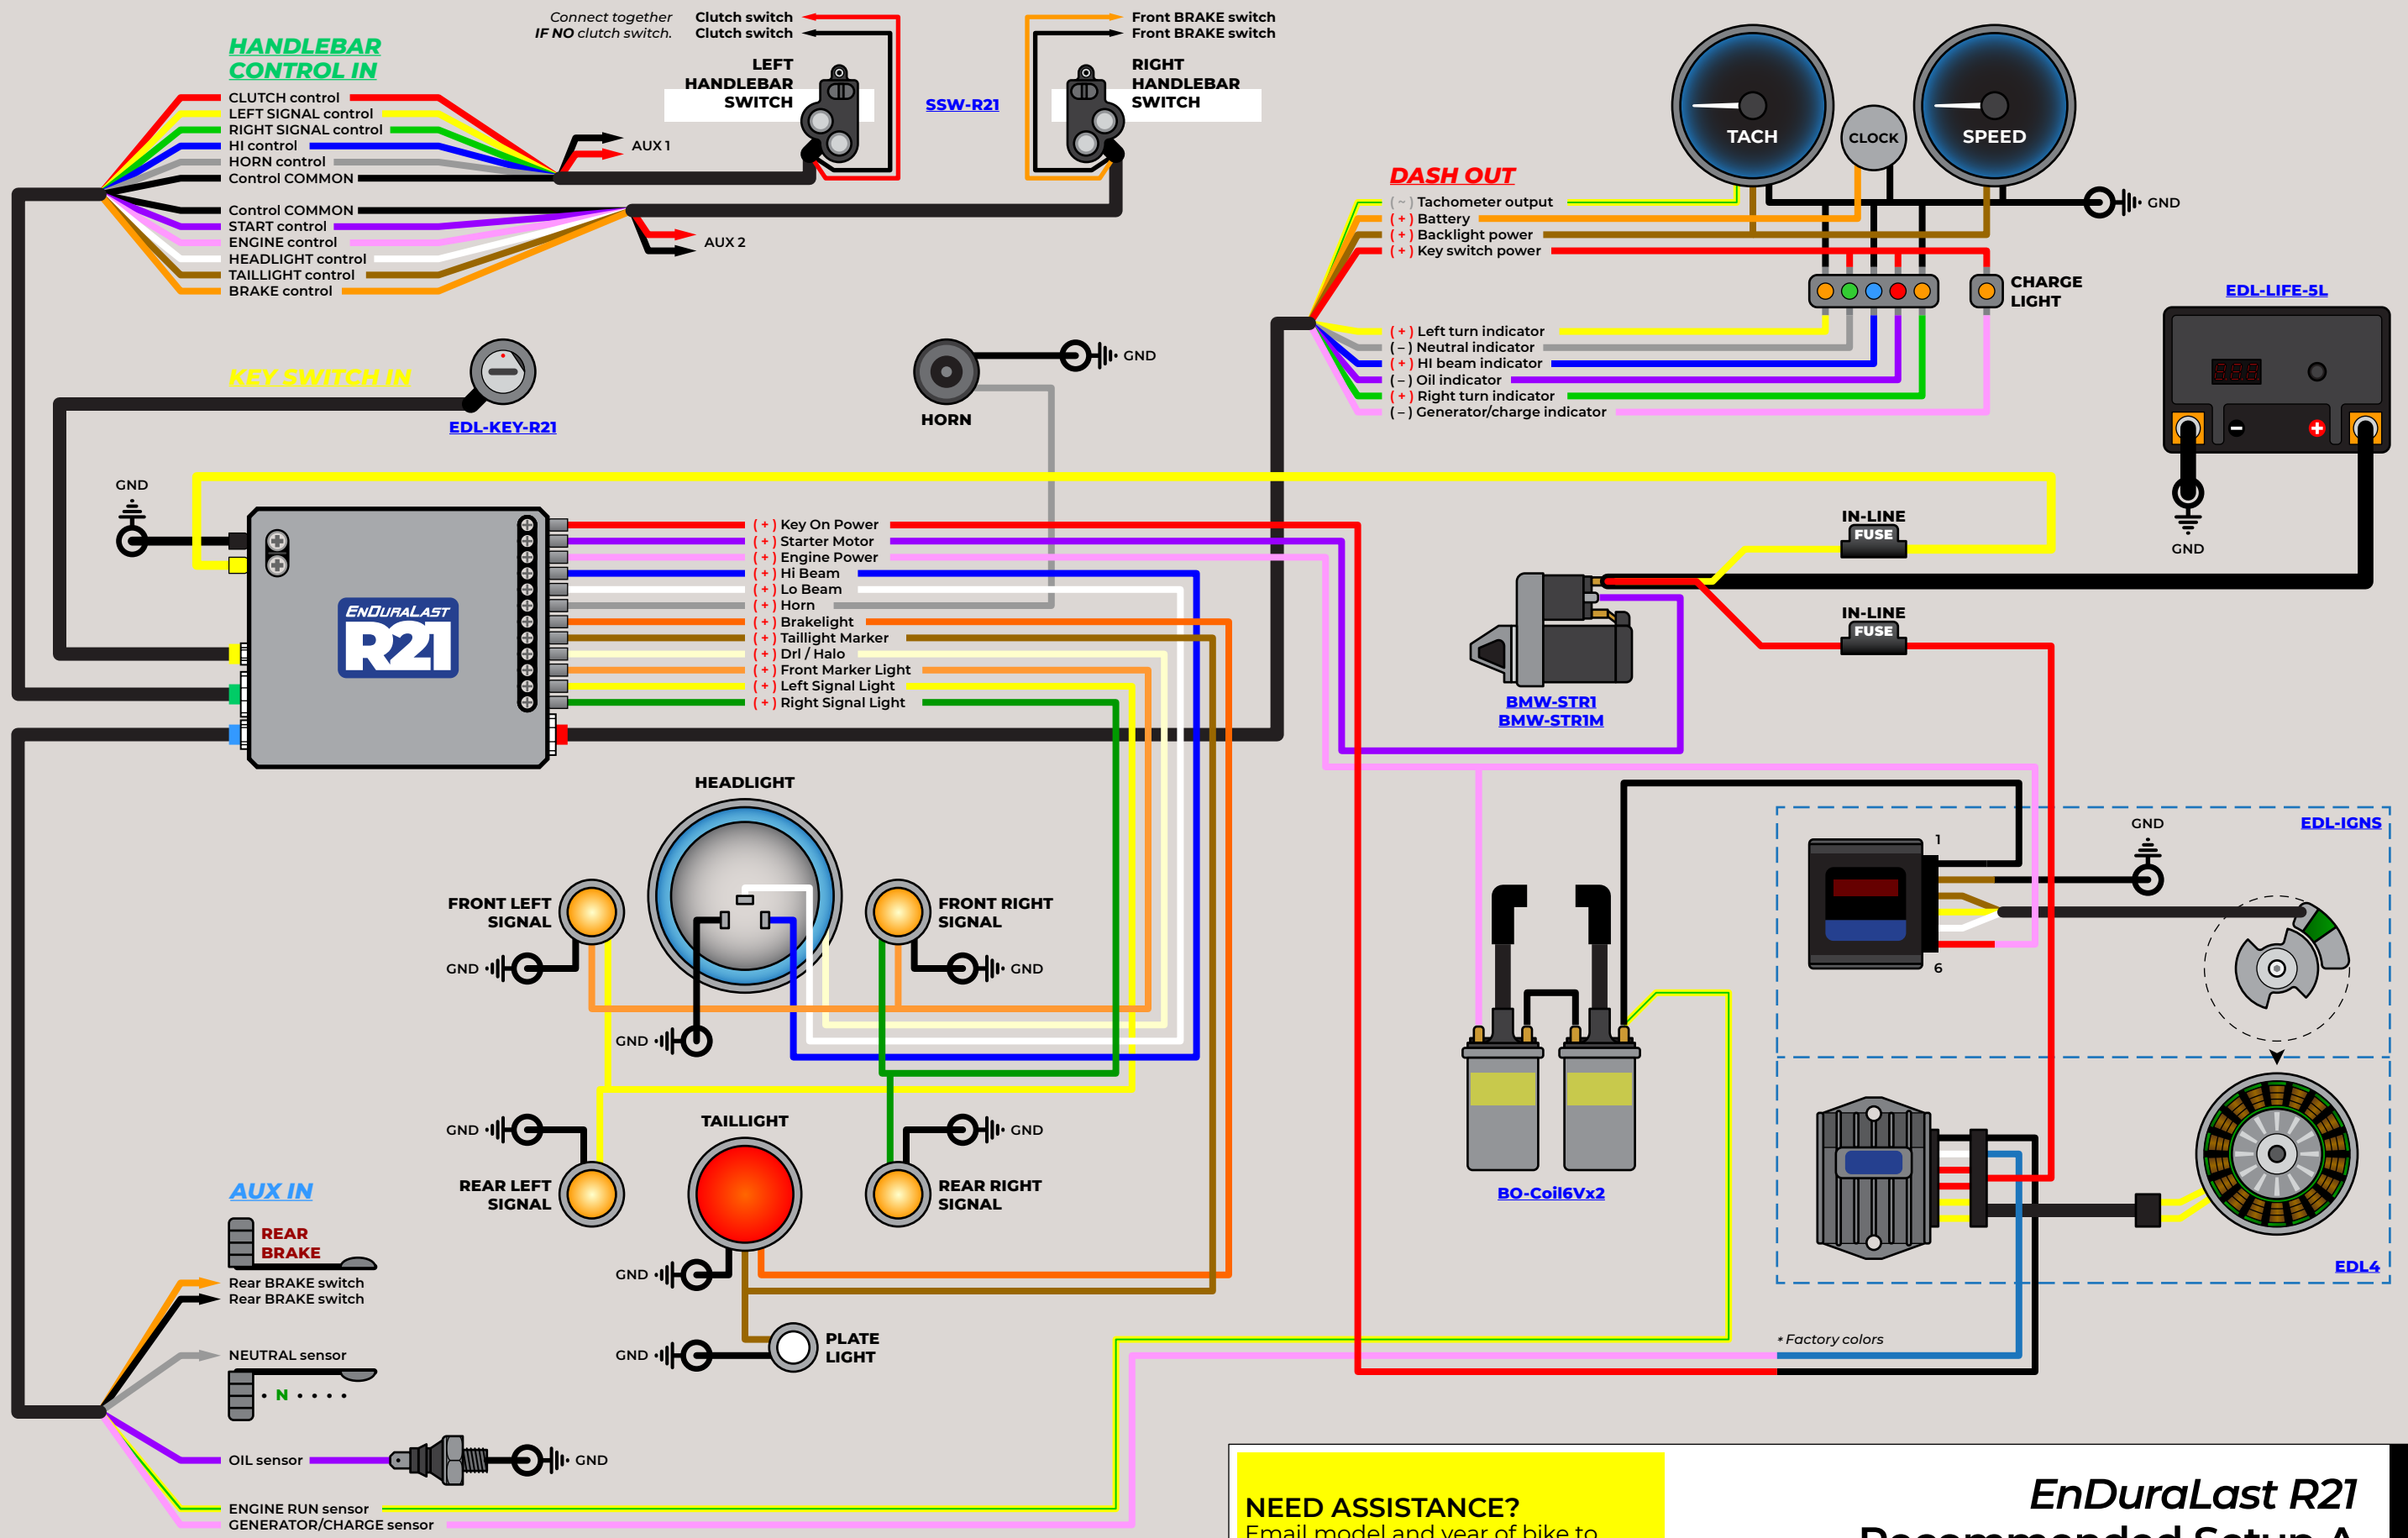 Connect together
IF NO clutch switch.
Clutch switch
Clutch switch
Front BRAKE switch
Front BRAKE switch
HANDLEBAR
CONTROL IN
CLUTCH control
LEFT SIGNAL control
RIGHT SIGNAL control
HI control
HORN control
Control COMMON
Control COMMON
START control
ENGINE control
HEADLIGHT control
TAILLIGHT control
BRAKE control
AUX 1
AUX 2
LEFT
HANDLEBAR
SWITCH
SSW-R21
RIGHT
HANDLEBAR
SWITCH
TACH
CLOCK
SPEED
GND
DASH OUT
(~) Tachometer output
(+) Battery
(+) Backlight power
(+) Key switch power
CHARGE
LIGHT
(+) Left turn indicator
(–) Neutral indicator
(+) HI beam indicator
(–) Oil indicator
(+) Right turn indicator
(–) Generator/charge indicator
EDL-LIFE-5L
GND
KEY SWITCH IN
EDL-KEY-R21
HORN
GND
GND
EnDuraLast
R21
(+) Key On Power
(+) Starter Motor
(+) Engine Power
(+) Hi Beam
(+) Lo Beam
(+) Horn
(+) Brakelight
(+) Taillight Marker
(+) Drl / Halo
(+) Front Marker Light
(+) Left Signal Light
(+) Right Signal Light
IN-LINE
FUSE
IN-LINE
FUSE
BMW-STR1
BMW-STR1M
HEADLIGHT
FRONT LEFT
SIGNAL
GND
FRONT RIGHT
SIGNAL
GND
GND
EDL-IGNS
GND
1
6
BO-Coil6Vx2
EDL4
TAILLIGHT
GND
REAR LEFT
SIGNAL
GND
REAR RIGHT
SIGNAL
GND
GND
PLATE
LIGHT
* Factory colors
AUX IN
REAR
BRAKE
Rear BRAKE switch
Rear BRAKE switch
NEUTRAL sensor
· N · · · ·
OIL sensor
GND
ENGINE RUN sensor
GENERATOR/CHARGE sensor
NEED ASSISTANCE?
Email model and year of bike to
EnDuraLast R21
Recommended Setup A